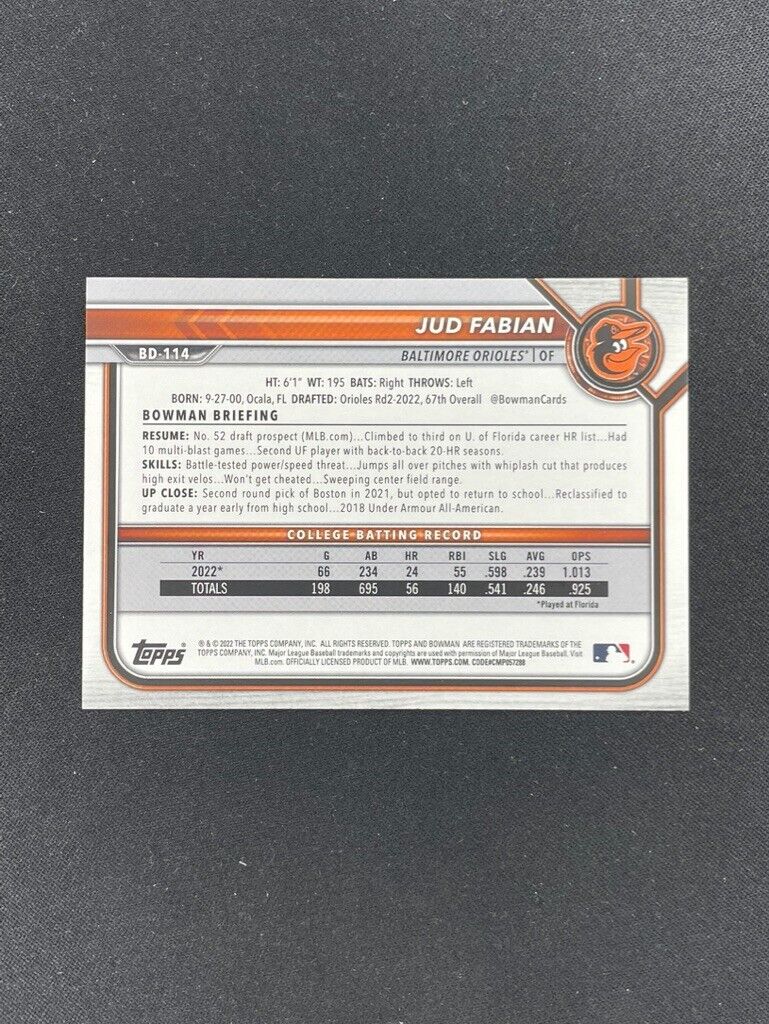 JUD FABIAN
BD-114
BALTIMORE ORIOLES® | OF
HT: 6'1" WT: 195 BATS: Right THROWS: Left
BORN: 9-27-00, Ocala, FL DRAFTED: Orioles Rd2-2022, 67th Overall @BowmanCards
BOWMAN BRIEFING
RESUME: No. 52 draft prospect (MLB.com)...Climbed to third on U. of Florida career HR list...Had
10 multi-blast games...Second UF player with back-to-back 20-HR seasons.
SKILLS: Battle-tested power/speed threat...Jumps all over pitches with whiplash cut that produces
high exit velos...Won't get cheated...Sweeping center field range.
UP CLOSE: Second round pick of Boston in 2021, but opted to return to school...Reclassified to
graduate a year early from high school...2018 Under Armour All-American.
COLLEGE BATTING RECORD
YR G AB HR RBI SLG AVG OPS
2022* 66 234 24 55 .598 .239 1.013
TOTALS 198 695 56 140 .541 .246 .925
*Played at Florida
TOPPS®
® & © 2022 THE TOPPS COMPANY, INC. ALL RIGHTS RESERVED. TOPPS AND BOWMAN ARE REGISTERED TRADEMARKS OF THE
TOPPS COMPANY, INC. Major League Baseball trademarks and copyrights are used with permission of Major League Baseball. Visit
MLB.com. OFFICIALLY LICENSED PRODUCT OF MLB. WWW.TOPPS.COM. CODE#CMP057288